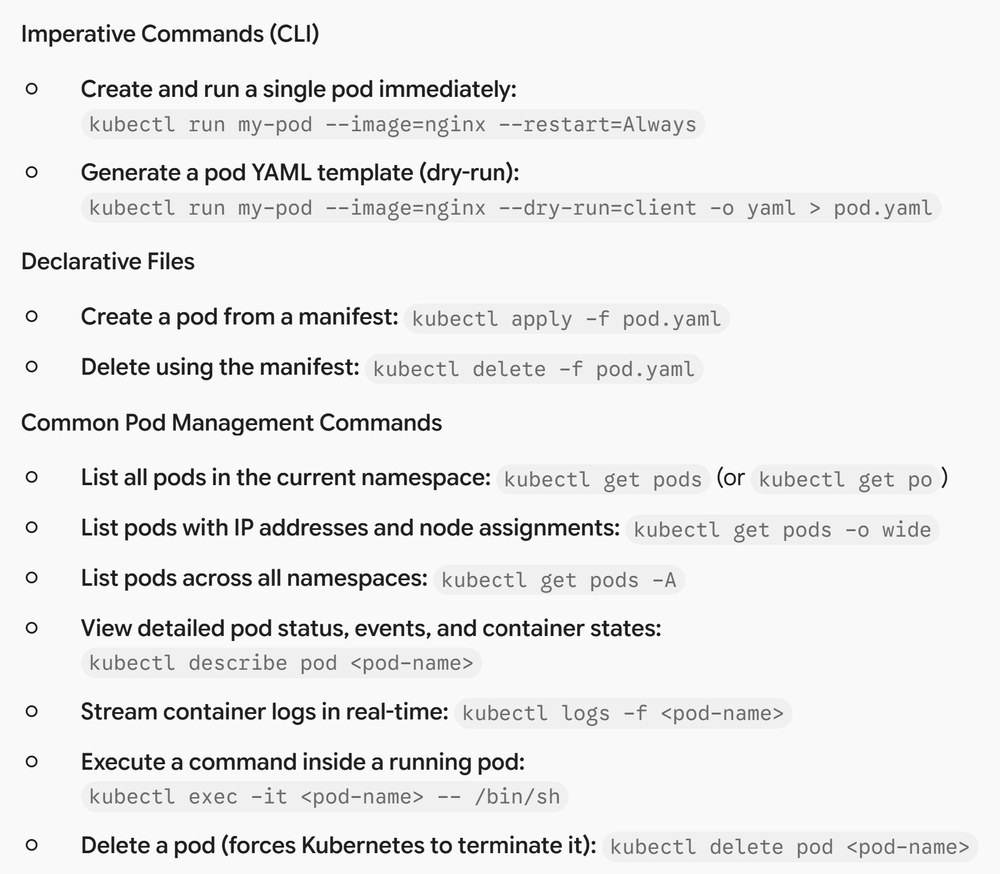 Imperative Commands (CLI)
Create and run a single pod immediately:
kubectl run my-pod --image=nginx --restart=Always
Generate a pod YAML template (dry-run):
kubectl run my-pod --image=nginx --dry-run=client -o yaml > pod.yaml
Declarative Files
Create a pod from a manifest: kubectl apply -f pod.yaml
Delete using the manifest: kubectl delete -f pod.yaml
Common Pod Management Commands
List all pods in the current namespace: kubectl get pods (or kubectl get po)
List pods with IP addresses and node assignments: kubectl get pods -o wide
List pods across all namespaces: kubectl get pods -A
View detailed pod status, events, and container states:
kubectl describe pod <pod-name>
Stream container logs in real-time: kubectl logs -f <pod-name>
Execute a command inside a running pod:
kubectl exec -it <pod-name> -- /bin/sh
Delete a pod (forces Kubernetes to terminate it): kubectl delete pod <pod-name>